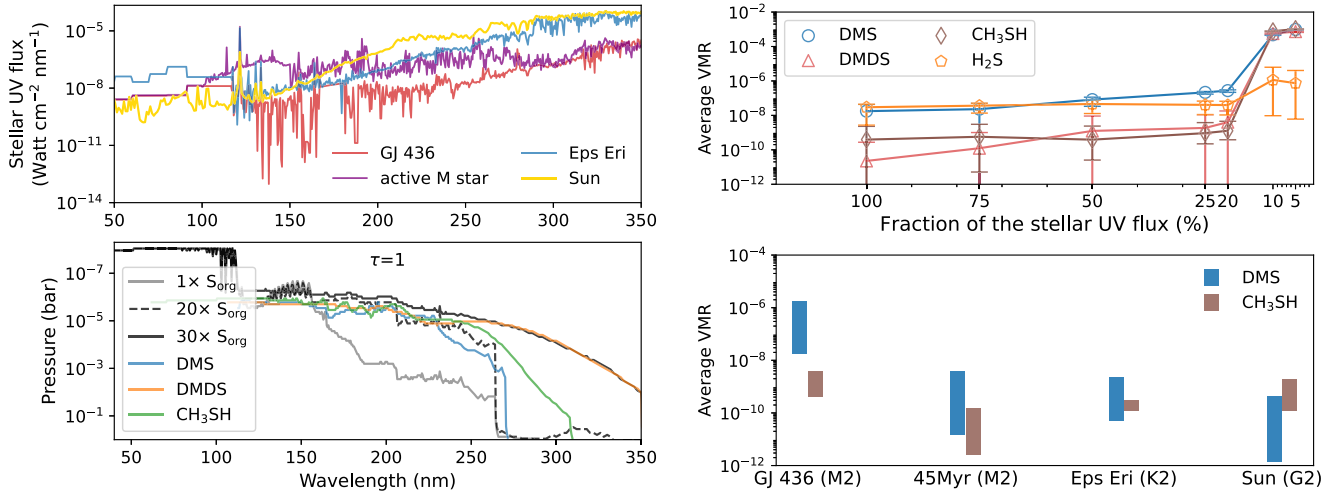 Stellar UV flux
(Watt cm⁻² nm⁻¹)
10⁻⁵
10⁻⁸
10⁻¹¹
10⁻¹⁴
GJ 436
active M star
Eps Eri
Sun
50 100 150 200 250 300 350
Pressure (bar)
10⁻⁷
10⁻⁵
10⁻³
10⁻¹
τ=1
1× S_org
20× S_org
30× S_org
DMS
DMDS
CH₃SH
50 100 150 200 250 300 350
Wavelength (nm)
Average VMR
10⁻²
10⁻⁴
10⁻⁶
10⁻⁸
10⁻¹⁰
10⁻¹²
DMS
DMDS
CH₃SH
H₂S
100 75 50 25 20 10 5
Fraction of the stellar UV flux (%)
Average VMR
10⁻⁴
10⁻⁶
10⁻⁸
10⁻¹⁰
10⁻¹²
DMS
CH₃SH
GJ 436 (M2) 45Myr (M2) Eps Eri (K2) Sun (G2)